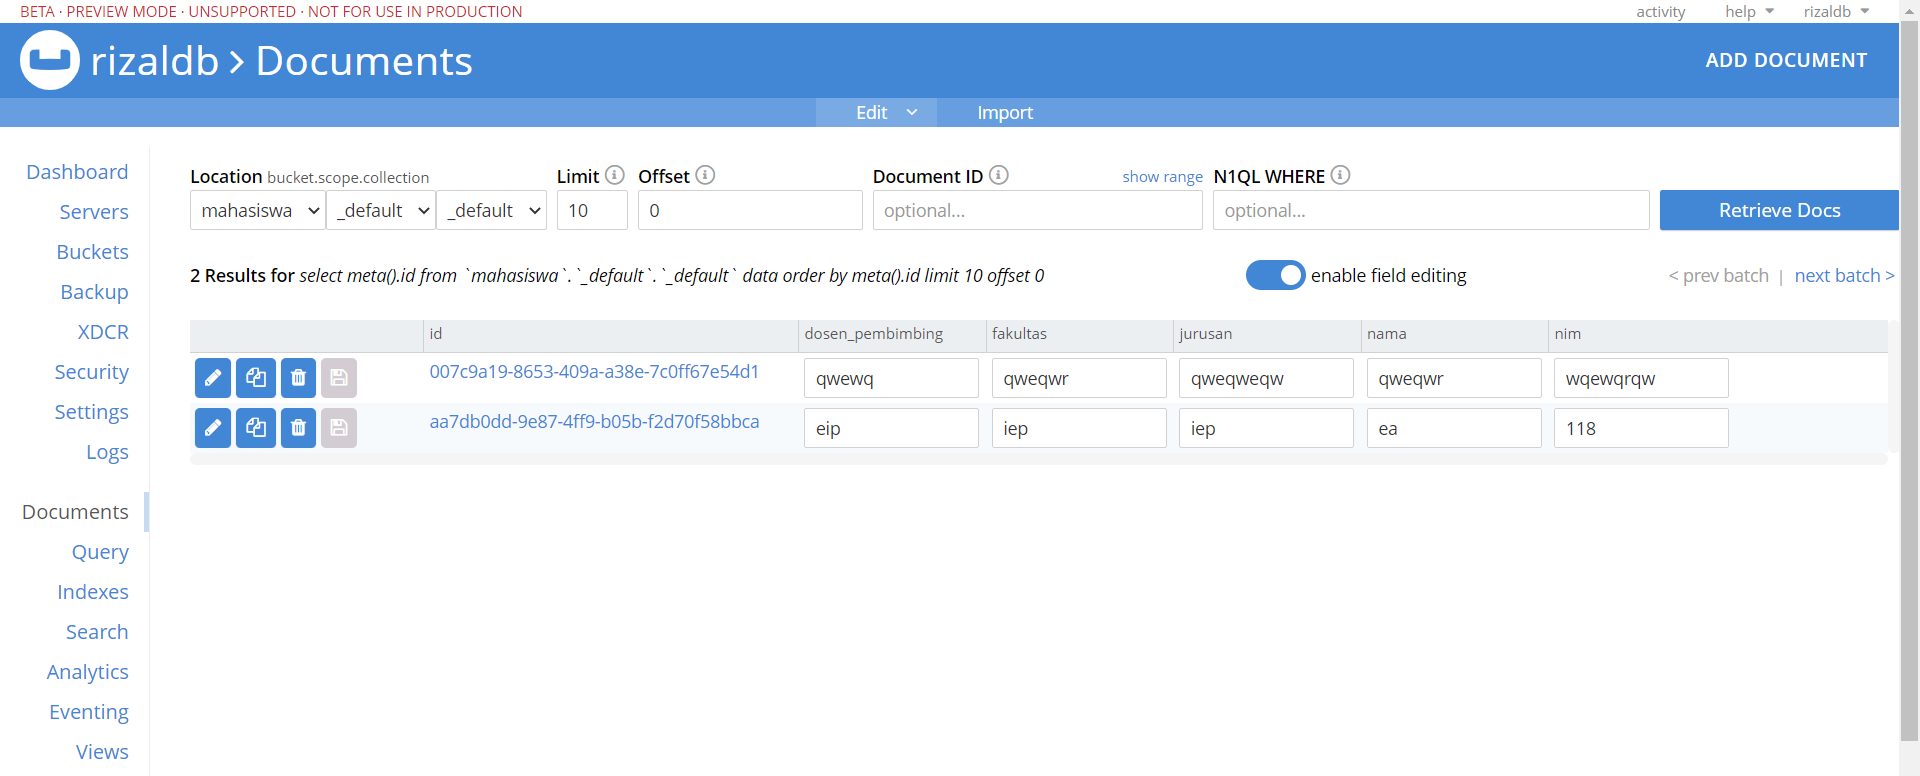 BETA · PREVIEW MODE · UNSUPPORTED · NOT FOR USE IN PRODUCTION
activity help rizaldb
rizaldb > Documents
ADD DOCUMENT
Edit Import
Dashboard
Servers
Buckets
Backup
XDCR
Security
Settings
Logs
Documents
Query
Indexes
Search
Analytics
Eventing
Views
Location bucket.scope.collection Limit Offset Document ID show range N1QL WHERE
mahasiswa _default _default 10 0 optional... optional... Retrieve Docs
2 Results for select meta().id from `mahasiswa`.`_default`.`_default` data order by meta().id limit 10 offset 0
enable field editing
< prev batch | next batch >
id dosen_pembimbing fakultas jurusan nama nim
007c9a19-8653-409a-a38e-7c0ff67e54d1 qwewq qweqwr qweqweqw qweqwr wqewqrqw
aa7db0dd-9e87-4ff9-b05b-f2d70f58bbca eip iep iep ea 118